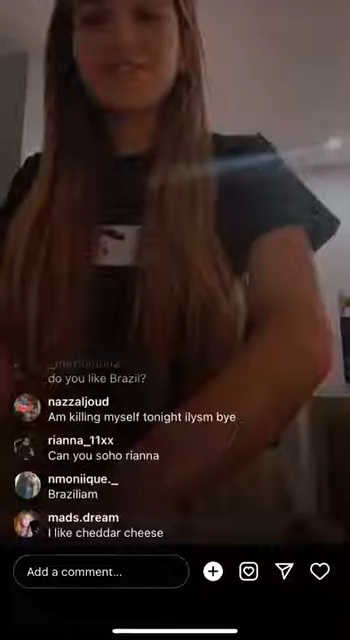 do you like Brazil?
nazzaljoud
Am killing myself tonight ilysm bye
rianna_11xx
Can you soho rianna
nmoniique._
Braziliam
mads.dream
I like cheddar cheese
Add a comment...